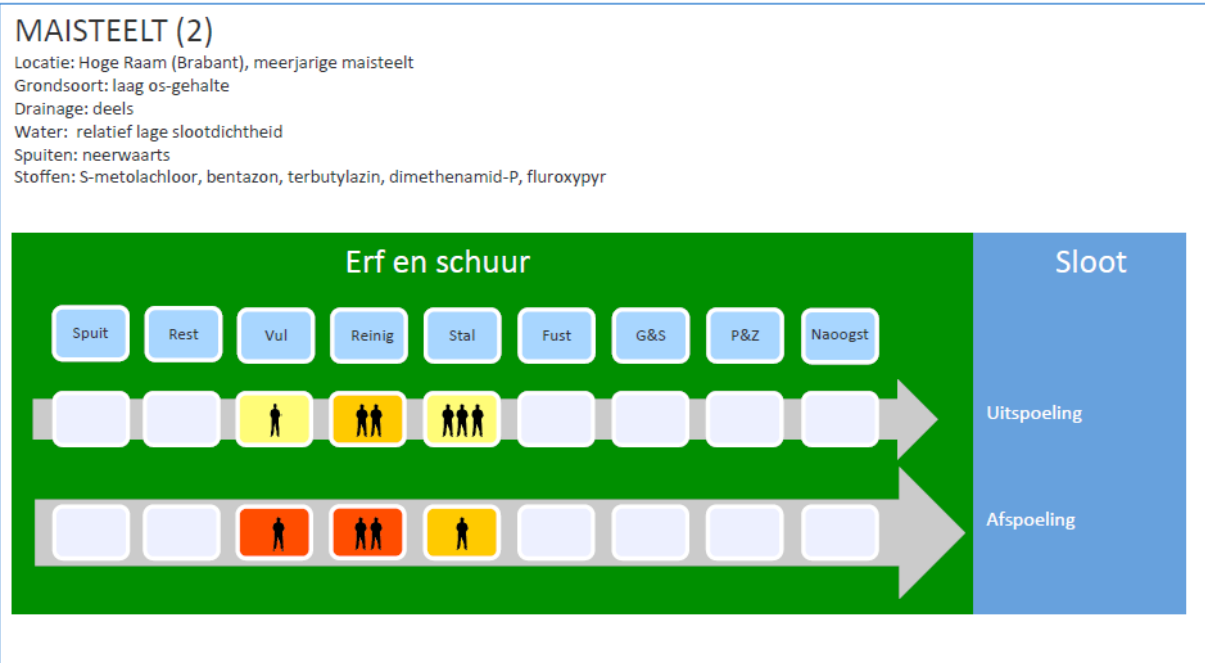 MAISTEELT (2)
Locatie: Hoge Raam (Brabant), meerjarige maisteelt
Grondsoort: laag os-gehalte
Drainage: deels
Water:  relatief lage slootdichtheid
Spuiten: neerwaarts
Stoffen: S-metolachloor, bentazon, terbutylazin, dimethenamid-P, fluroxypyr
Erf en schuur
Sloot
Spuit
Rest
Vul
Reinig
Stal
Fust
G&S
P&Z
Naoogst
Uitspoeling
Afspoeling